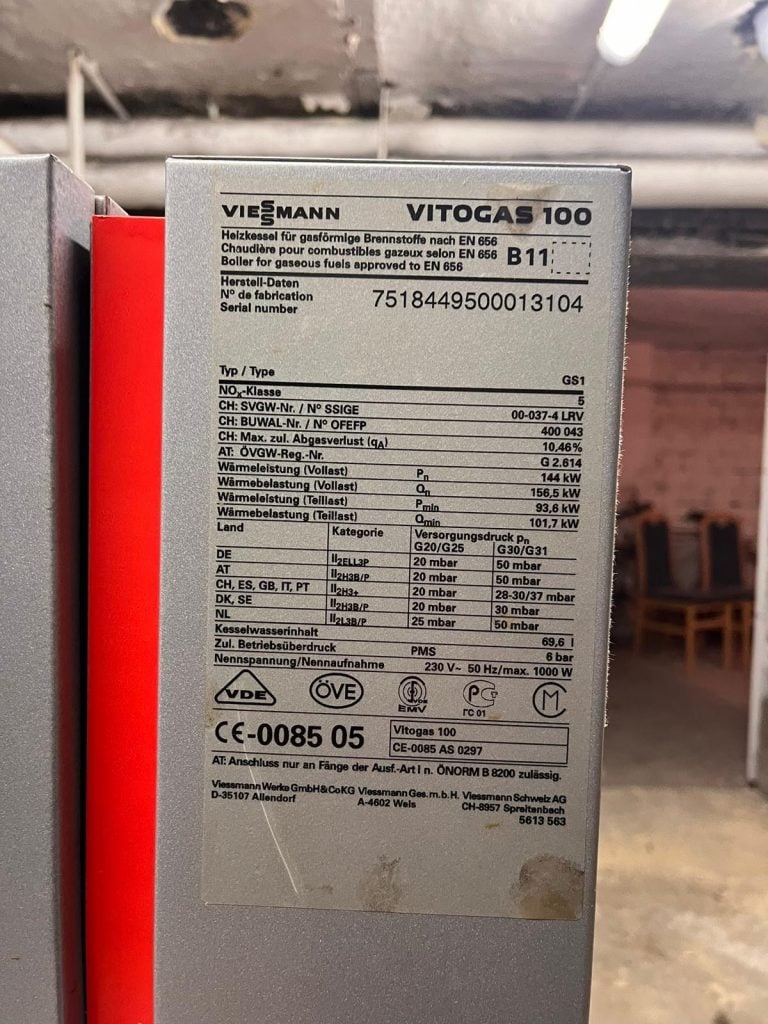 VIESSMANN VITOGAS 100
Heizkessel für gasförmige Brennstoffe nach EN 656
Chaudière pour combustibles gazeux selon EN 656 B11
Boiler for gaseous fuels approved to EN 656
Herstell-Daten
N° de fabrication 7518449500013104
Serial number
Typ / Type GS1
NOx-Klasse 5
CH: SVGW-Nr. / N° SSIGE 00-037-4 LRV
CH: BUWAL-Nr. / N° OFEFP 400 043
CH: Max. zul. Abgasverlust (qA) 10,46%
AT: ÖVGW-Reg.-Nr. G 2.614
Wärmeleistung (Vollast) Pn 144 kW
Wärmebelastung (Vollast) Qn 156,5 kW
Wärmeleistung (Teillast) Pmin 93,6 kW
Wärmebelastung (Teillast) Qmin 101,7 kW
Land Kategorie Versorgungsdruck pn
G20/G25 G30/G31
DE II2ELL3P 20 mbar 50 mbar
AT II2H3B/P 20 mbar 50 mbar
CH, ES, GB, IT, PT II2H3+ 20 mbar 28-30/37 mbar
DK, SE II2H3B/P 20 mbar 30 mbar
NL II2L3B/P 25 mbar 50 mbar
Kesselwasserinhalt 69,6 l
Zul. Betriebsüberdruck PMS 6 bar
Nennspannung/Nennaufnahme 230 V~ 50 Hz/max. 1000 W
VDE ÖVE VDE EMV PC ГС 01 M
CE-0085 05 Vitogas 100
CE-0085 AS 0297
AT: Anschluss nur an Fänge der Ausf.-Art I n. ÖNORM B 8200 zulässig.
Viessmann Werke GmbH&CoKG Viessmann Ges.m.b.H. Viessmann Schweiz AG
D-35107 Allendorf A-4602 Wels CH-8957 Spreitenbach
5613 563